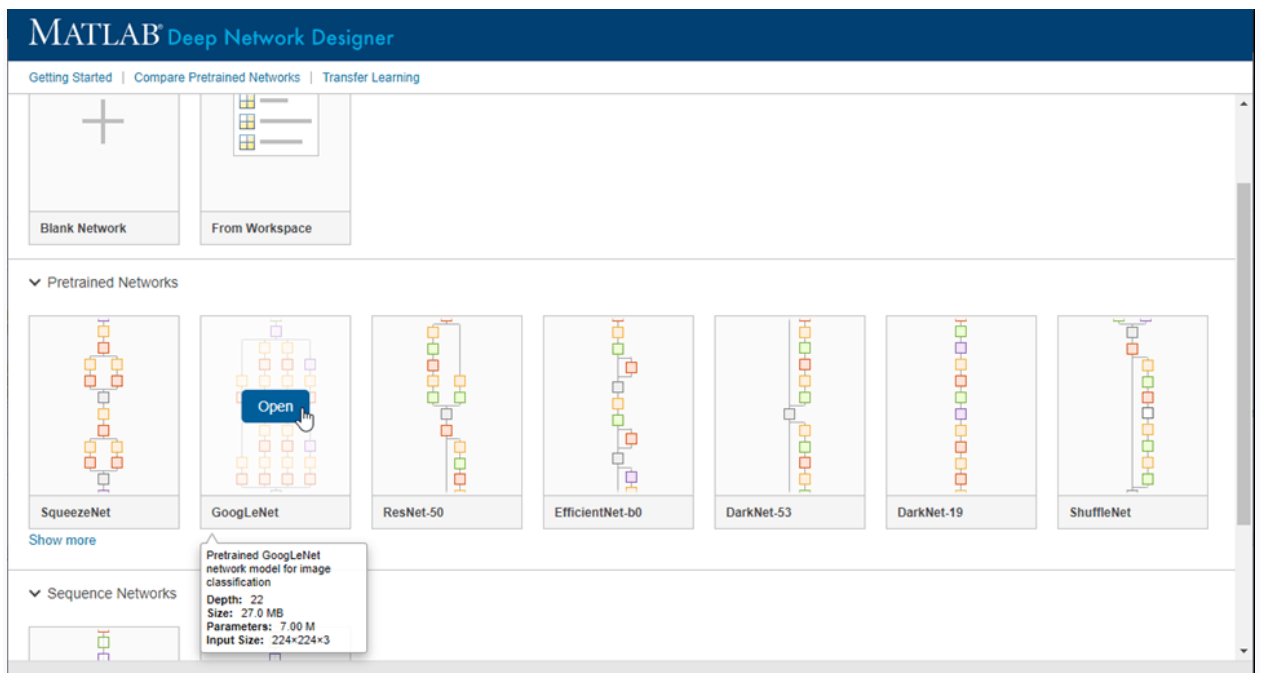 MATLAB® Deep Network Designer
Getting Started | Compare Pretrained Networks | Transfer Learning
Blank Network
From Workspace
Pretrained Networks
Open
SqueezeNet
GoogLeNet
ResNet-50
EfficientNet-b0
DarkNet-53
DarkNet-19
ShuffleNet
Show more
Pretrained GoogLeNet
network model for image
classification
Depth: 22
Size: 27.0 MB
Parameters: 7.00 M
Input Size: 224×224×3
Sequence Networks